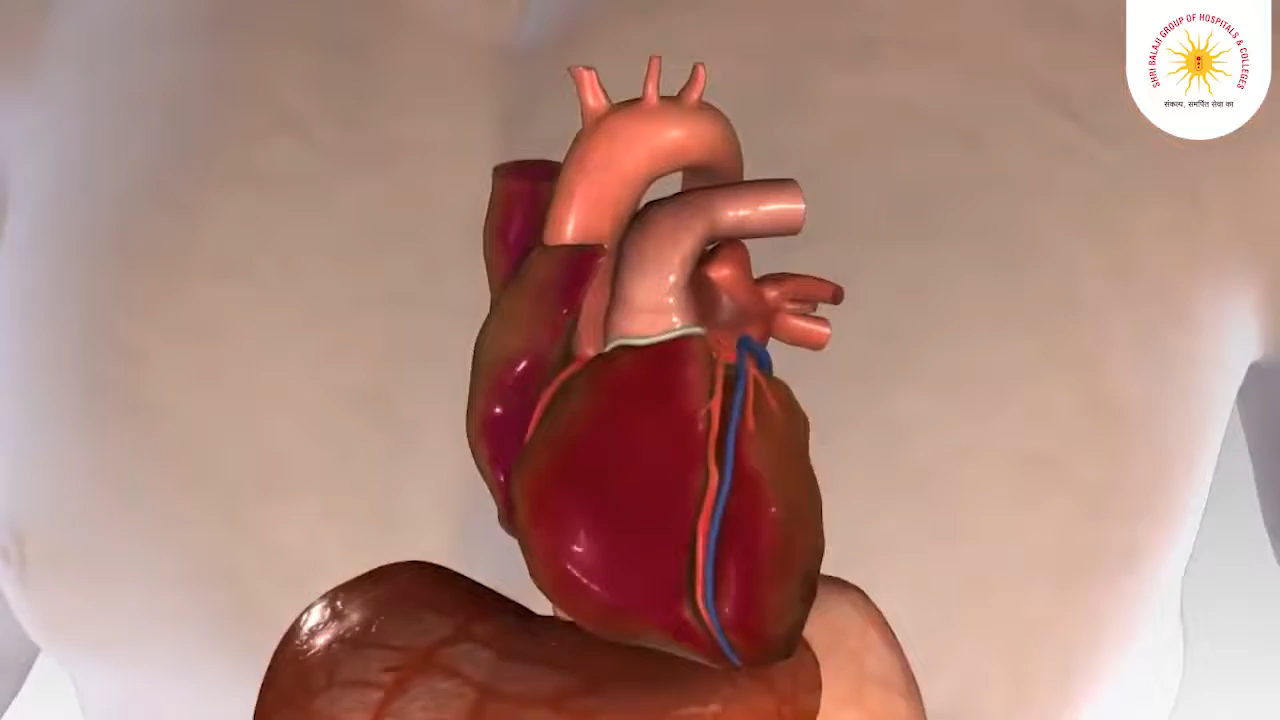 SHRI BALAJI GROUP OF HOSPITALS & COLLEGES
संकल्प, समर्पित सेवा का